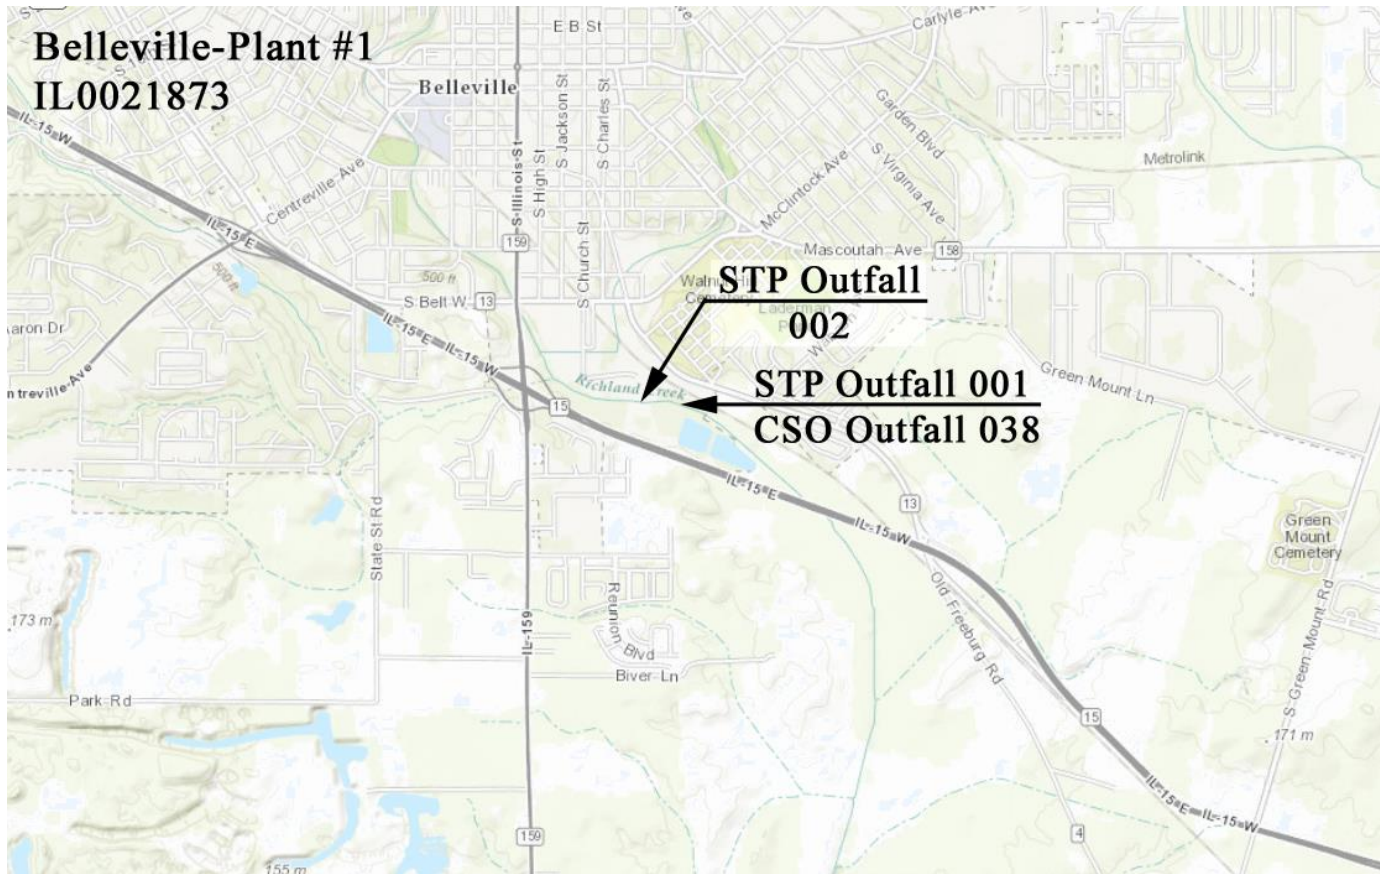 Belleville-Plant #1
IL0021873
E B St
Carlyle Ave
Belleville
S Jackson St
S Charles St
Garden Blvd
IL-15-W
Metrolink
S Illinois St
S High St
S Virginia Ave
McClintock Ave
Centreville Ave
IL-15-E
159
S Church St
Mascoutah Ave
158
500 ft
500 ft
S Belt W
13
STP Outfall
002
Aaron Dr
IL-15-E
IL-15-W
Green Mount Ln
Richland Creek
STP Outfall 001
CSO Outfall 038
15
IL-15-E
13
IL-15-W
State St Rd
Green
Mount
Cemetery
Old Freeburg Rd
173 m
IL-159
Reunion Blvd
Biver Ln
S Green Mount Rd
Park Rd
15
171 m
IL-15-E
IL-15-W
159
4
155 m